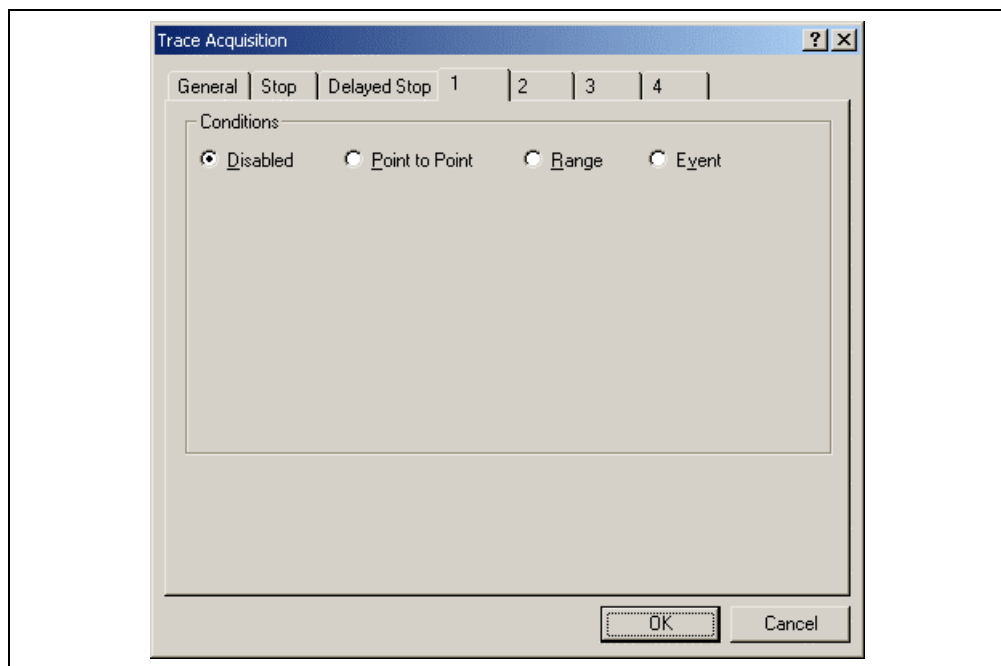 Trace Acquisition
General Stop Delayed Stop 1 2 3 4
Conditions
Disabled Point to Point Range Event
OK Cancel